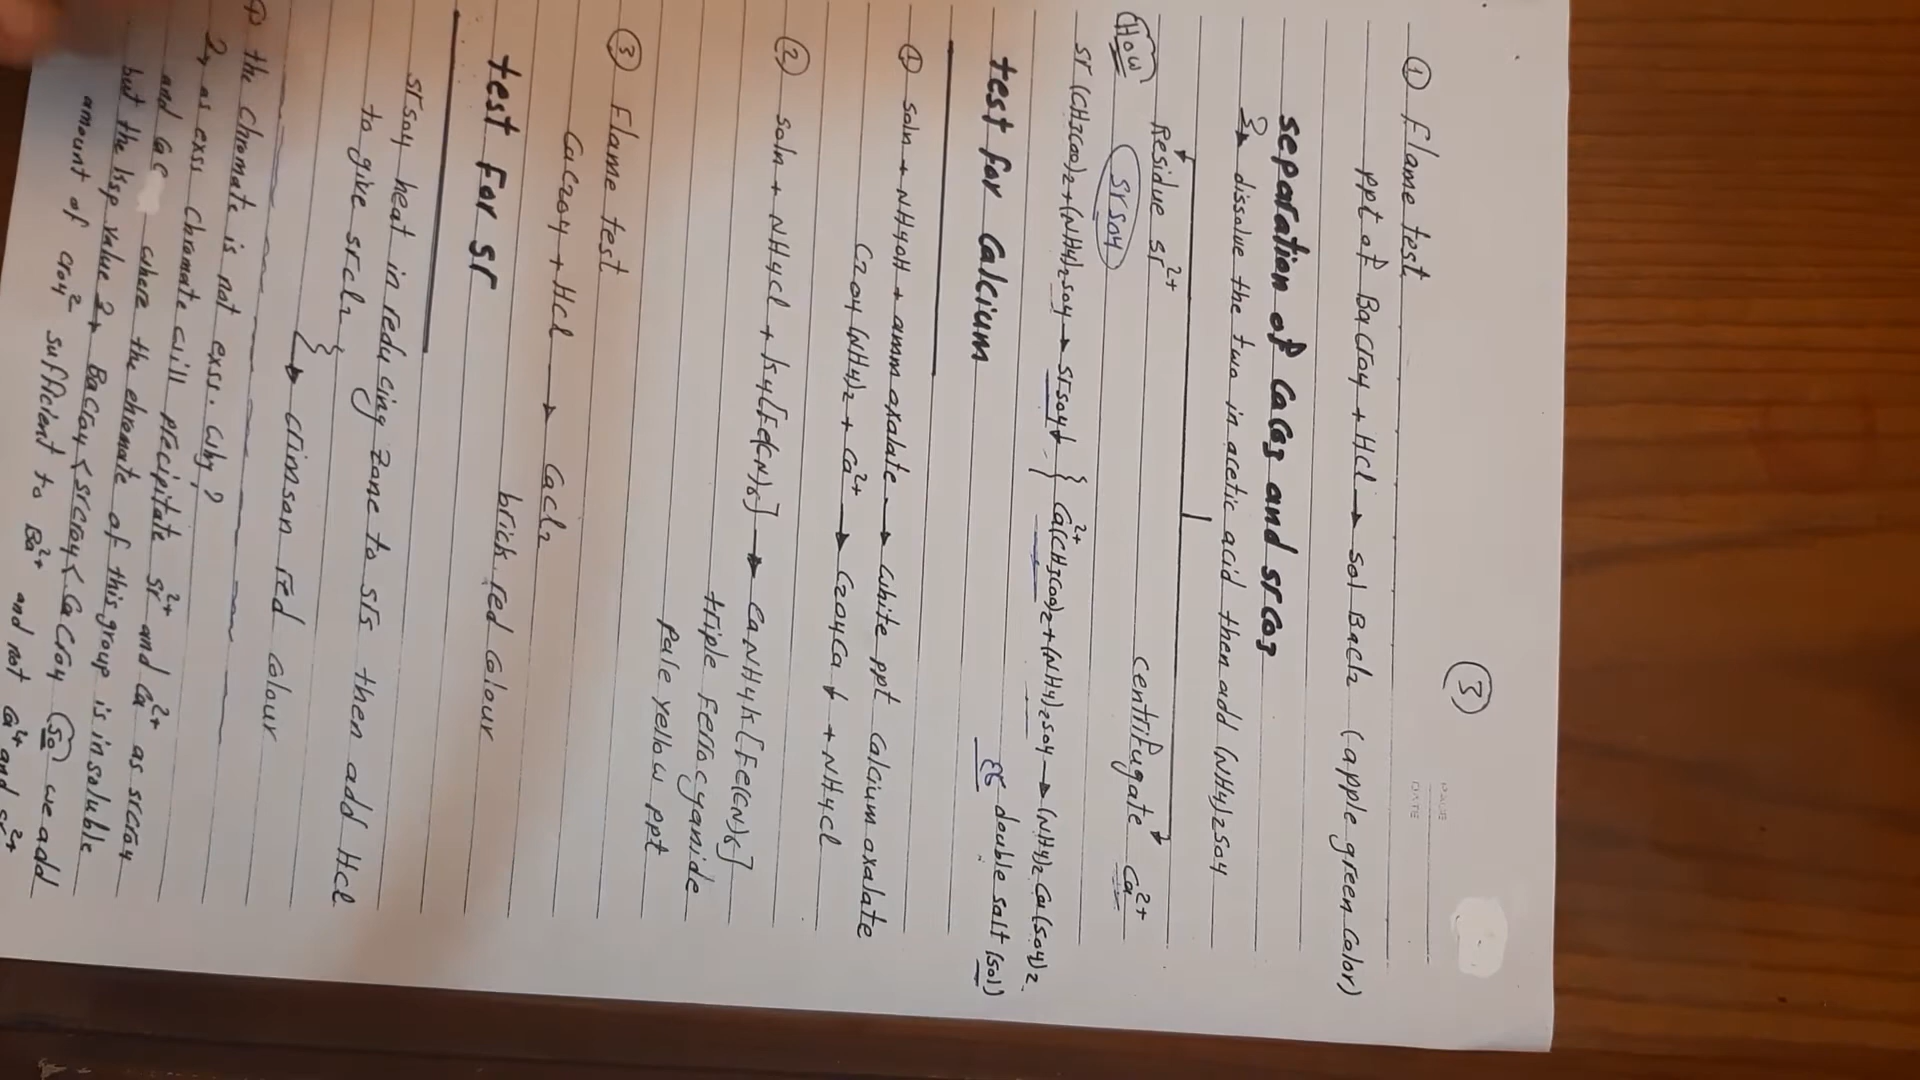 3
PAGE
DATE
① Flame test
ppt of BaCrO4 + HCl → sol BaCl2 (apple green color)
separation of CaCO3 and SrCO3
dissolve the two in acetic acid then add (NH4)2SO4
Residue Sr2+
centrifugate Ca2+
How
SrSO4
Sr(CH3COO)2+(NH4)2SO4 → SrSO4↓ } Ca(CH3COO)2+(NH4)2SO4 → (NH4)2Ca(SO4)2
double salt (sol)
test for Calcium
① soln + NH4OH + amm oxalate → white ppt calcium oxalate
C2O4(NH4)2 + Ca2+ → C2O4Ca↓ + NH4Cl
② soln + NH4Cl + K4[Fe(CN)6] → CaNH4K[Fe(CN)6]
triple Ferrocyanide
Pale yellow ppt
③ Flame test
CaC2O4 + HCl → CaCl2
brick red colour
test for Sr
SrSO4 heat in reducing zone to SrS then add HCl
to give SrCl2 } → crimson red colour
the chromate is not exss. why?
as exss chromate will precipitate Sr2+ and Ca2+ as SrCrO4
and Ca where the chromate of this group is insoluble
but the Ksp value BaCrO4 < SrCrO4 < CaCrO4 (so) we add
amount of CrO42- sufficient to Ba2+ and not Ca2+ and Sr2+